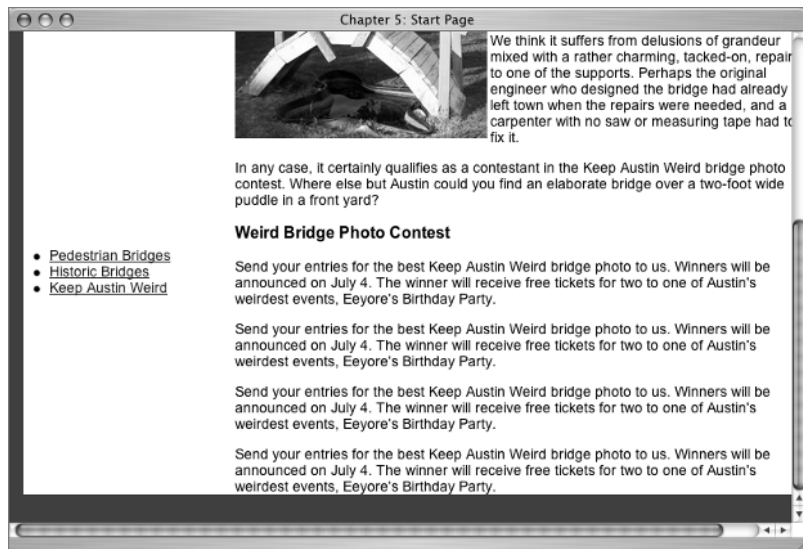 Chapter 5: Start Page
We think it suffers from delusions of grandeur
mixed with a rather charming, tacked-on, repair
to one of the supports. Perhaps the original
engineer who designed the bridge had already
left town when the repairs were needed, and a
carpenter with no saw or measuring tape had to
fix it.
In any case, it certainly qualifies as a contestant in the Keep Austin Weird bridge photo
contest. Where else but Austin could you find an elaborate bridge over a two-foot wide
puddle in a front yard?
Weird Bridge Photo Contest
Pedestrian Bridges
Historic Bridges
Keep Austin Weird
Send your entries for the best Keep Austin Weird bridge photo to us. Winners will be
announced on July 4. The winner will receive free tickets for two to one of Austin's
weirdest events, Eeyore's Birthday Party.
Send your entries for the best Keep Austin Weird bridge photo to us. Winners will be
announced on July 4. The winner will receive free tickets for two to one of Austin's
weirdest events, Eeyore's Birthday Party.
Send your entries for the best Keep Austin Weird bridge photo to us. Winners will be
announced on July 4. The winner will receive free tickets for two to one of Austin's
weirdest events, Eeyore's Birthday Party.
Send your entries for the best Keep Austin Weird bridge photo to us. Winners will be
announced on July 4. The winner will receive free tickets for two to one of Austin's
weirdest events, Eeyore's Birthday Party.